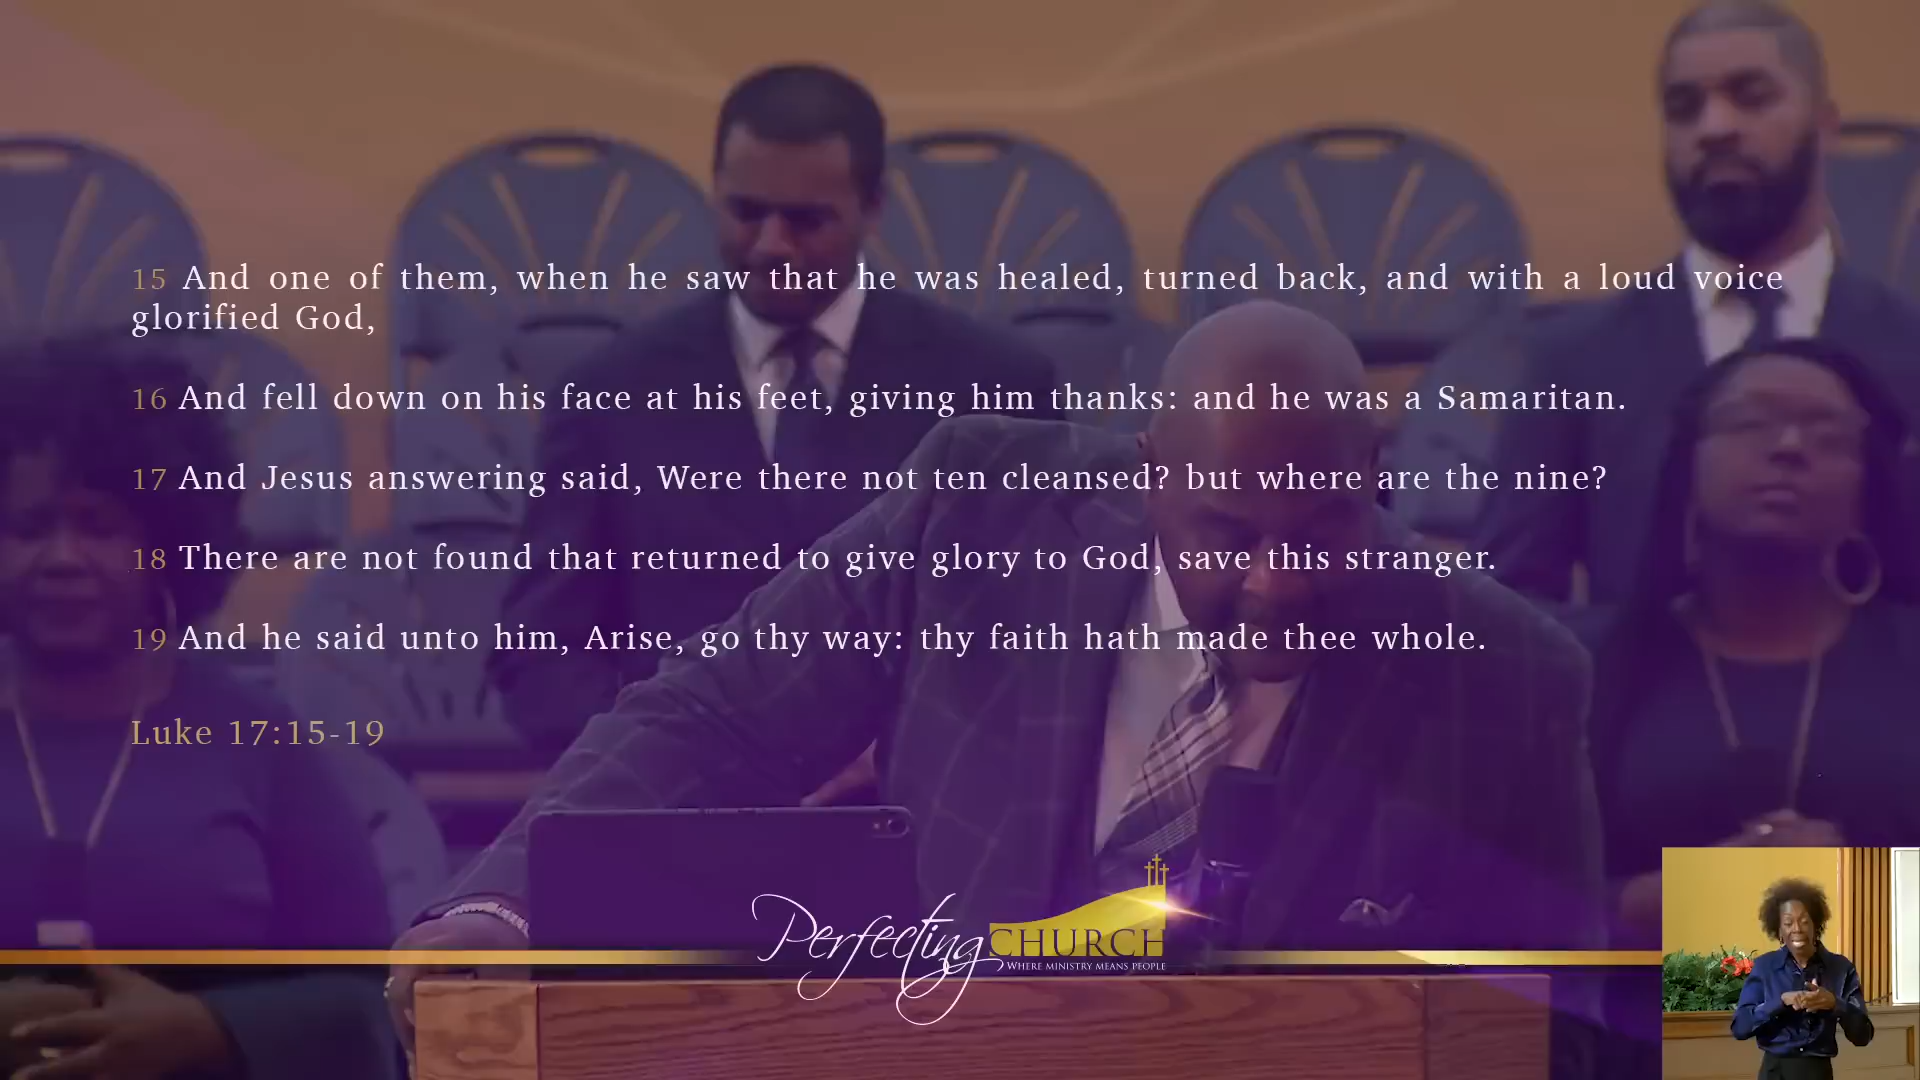 15 And one of them, when he saw that he was healed, turned back, and with a loud voice
glorified God,
16 And fell down on his face at his feet, giving him thanks: and he was a Samaritan.
17 And Jesus answering said, Were there not ten cleansed? but where are the nine?
18 There are not found that returned to give glory to God, save this stranger.
19 And he said unto him, Arise, go thy way: thy faith hath made thee whole.
Luke 17:15-19
Perfecting CHURCH
WHERE MINISTRY MEANS PEOPLE